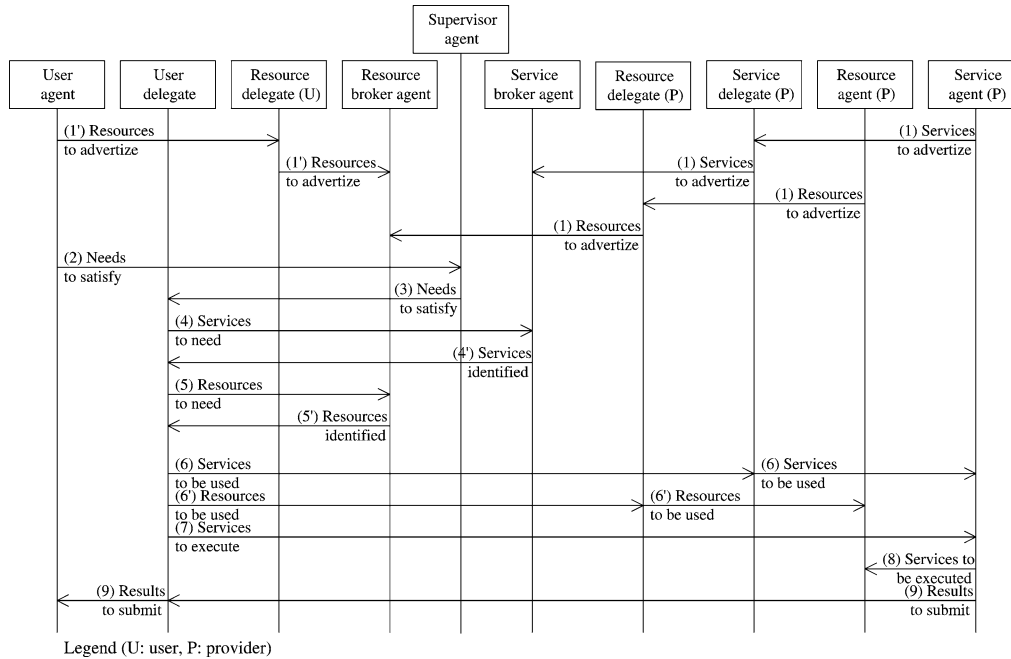 Supervisor
agent
User
agent
User
delegate
Resource
delegate (U)
Resource
broker agent
Service
broker agent
Resource
delegate (P)
Service
delegate (P)
Resource
agent (P)
Service
agent (P)
(1') Resources
to advertize
(1) Services
to advertize
(1') Resources
to advertize
(1) Services
to advertize
(1) Resources
to advertize
(1) Resources
to advertize
(2) Needs
to satisfy
(3) Needs
to satisfy
(4) Services
to need
(4') Services
identified
(5) Resources
to need
(5') Resources
identified
(6) Services
to be used
(6) Services
to be used
(6') Resources
to be used
(6') Resources
to be used
(7) Services
to execute
(8) Services to
be executed
(9) Results
to submit
(9) Results
to submit
Legend (U: user, P: provider)